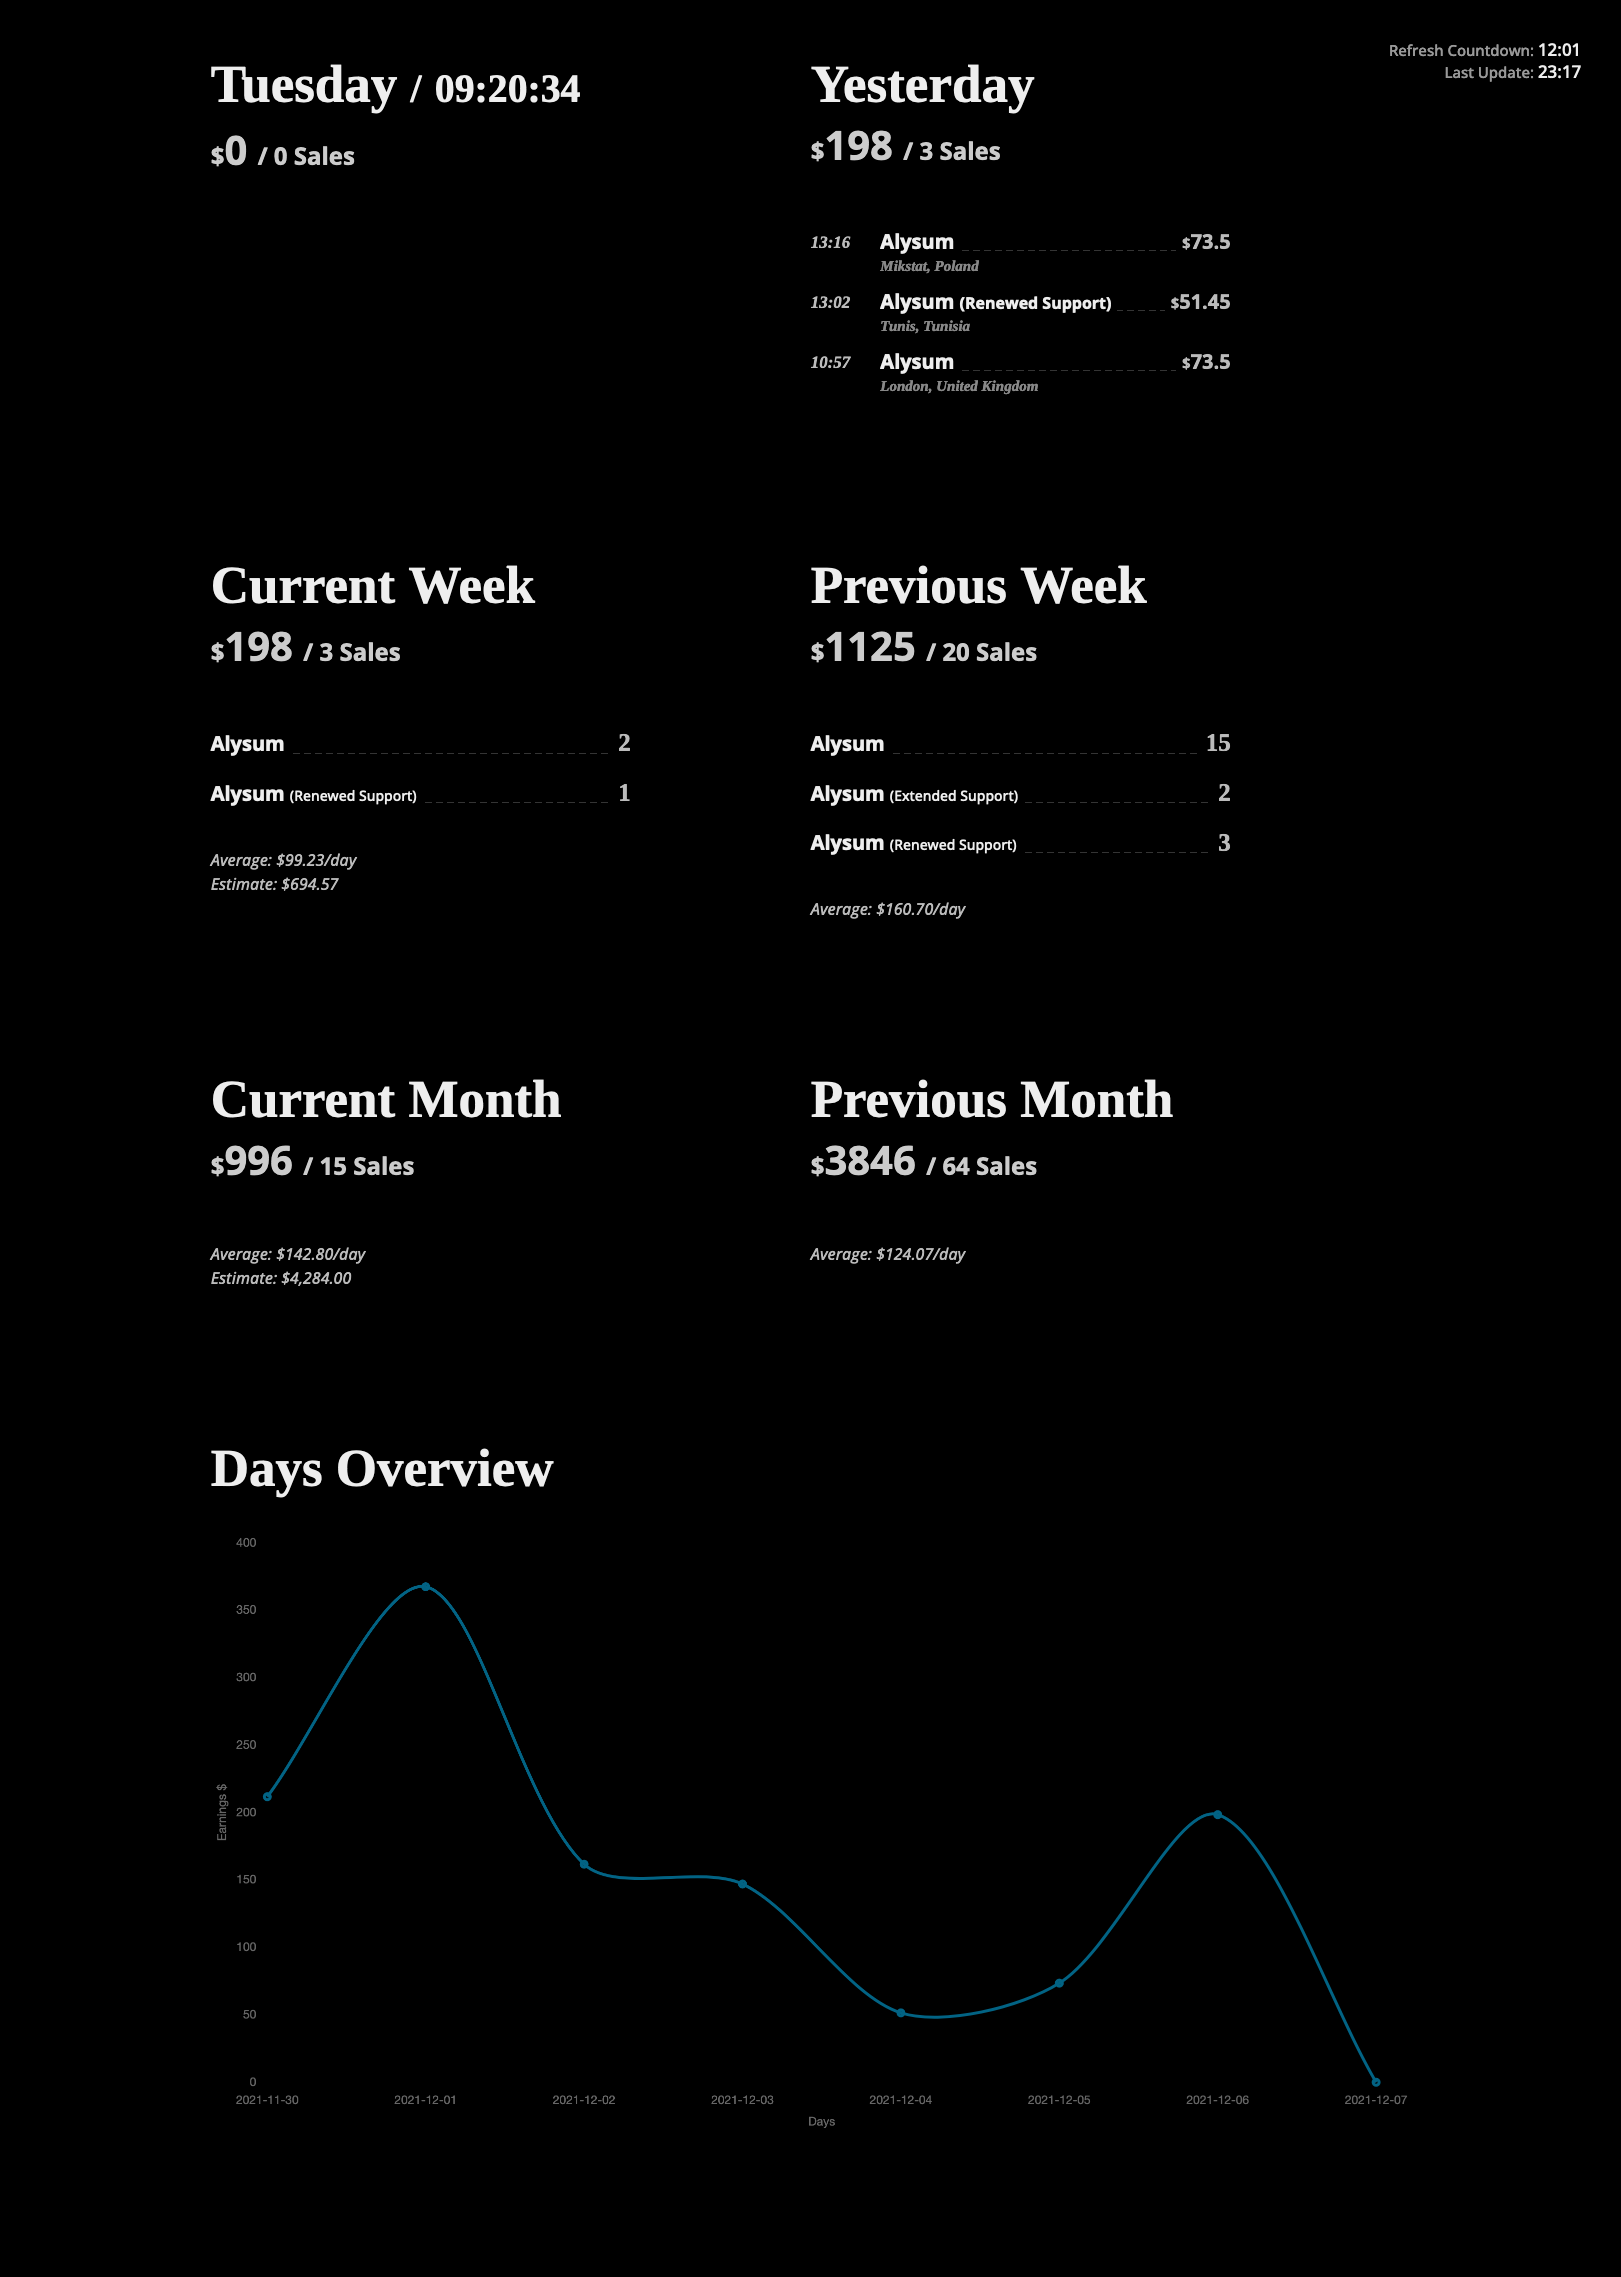 Refresh Countdown: 12:01
Last Update: 23:17
Tuesday / 09:20:34
$0 / 0 Sales
Yesterday
$198 / 3 Sales
13:16 Alysum $73.5
Mikstat, Poland
13:02 Alysum (Renewed Support) $51.45
Tunis, Tunisia
10:57 Alysum $73.5
London, United Kingdom
Current Week
$198 / 3 Sales
Alysum 2
Alysum (Renewed Support) 1
Average: $99.23/day
Estimate: $694.57
Previous Week
$1125 / 20 Sales
Alysum 15
Alysum (Extended Support) 2
Alysum (Renewed Support) 3
Average: $160.70/day
Current Month
$996 / 15 Sales
Average: $142.80/day
Estimate: $4,284.00
Previous Month
$3846 / 64 Sales
Average: $124.07/day
Days Overview
400
350
300
250
200
150
100
50
0
Earnings $
2021-11-30 2021-12-01 2021-12-02 2021-12-03 2021-12-04 2021-12-05 2021-12-06 2021-12-07
Days